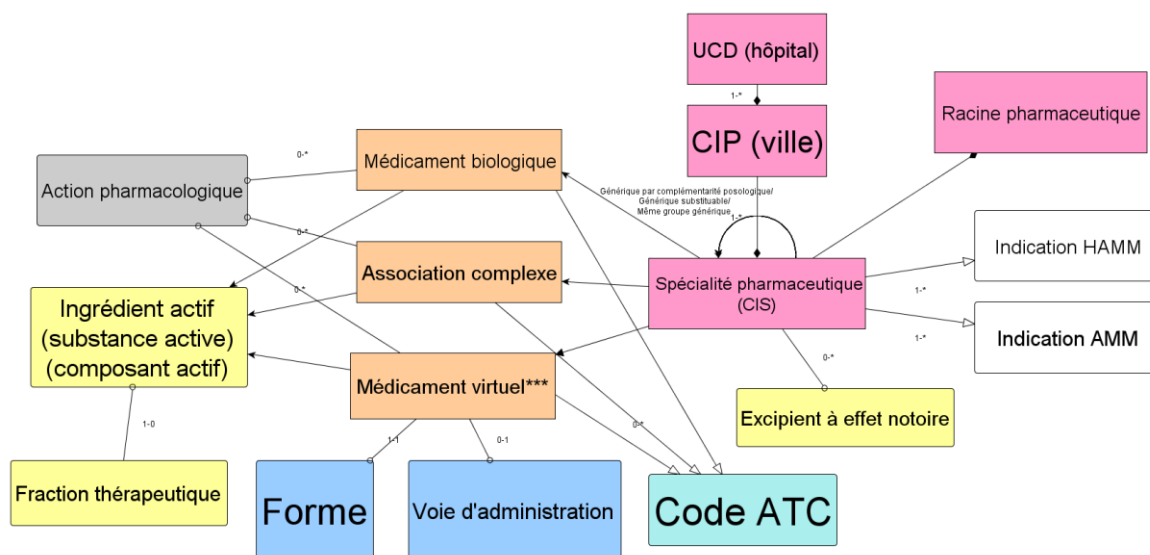 UCD (hôpital)
1-*
CIP (ville)
Racine pharmaceutique
Médicament biologique
0-*
Action pharmacologique
Générique par complémentarité posologique/
Générique substituable/
Même groupe générique
1-*
0-*
Association complexe
Spécialité pharmaceutique
(CIS)
Indication HAMM
1-*
0-*
Ingrédient actif
(substance active)
(composant actif)
Indication AMM
1-*
Médicament virtuel***
0-*
Excipient à effet notoire
1-0
1-1
0-1
0-*
Fraction thérapeutique
Forme
Voie d'administration
Code ATC